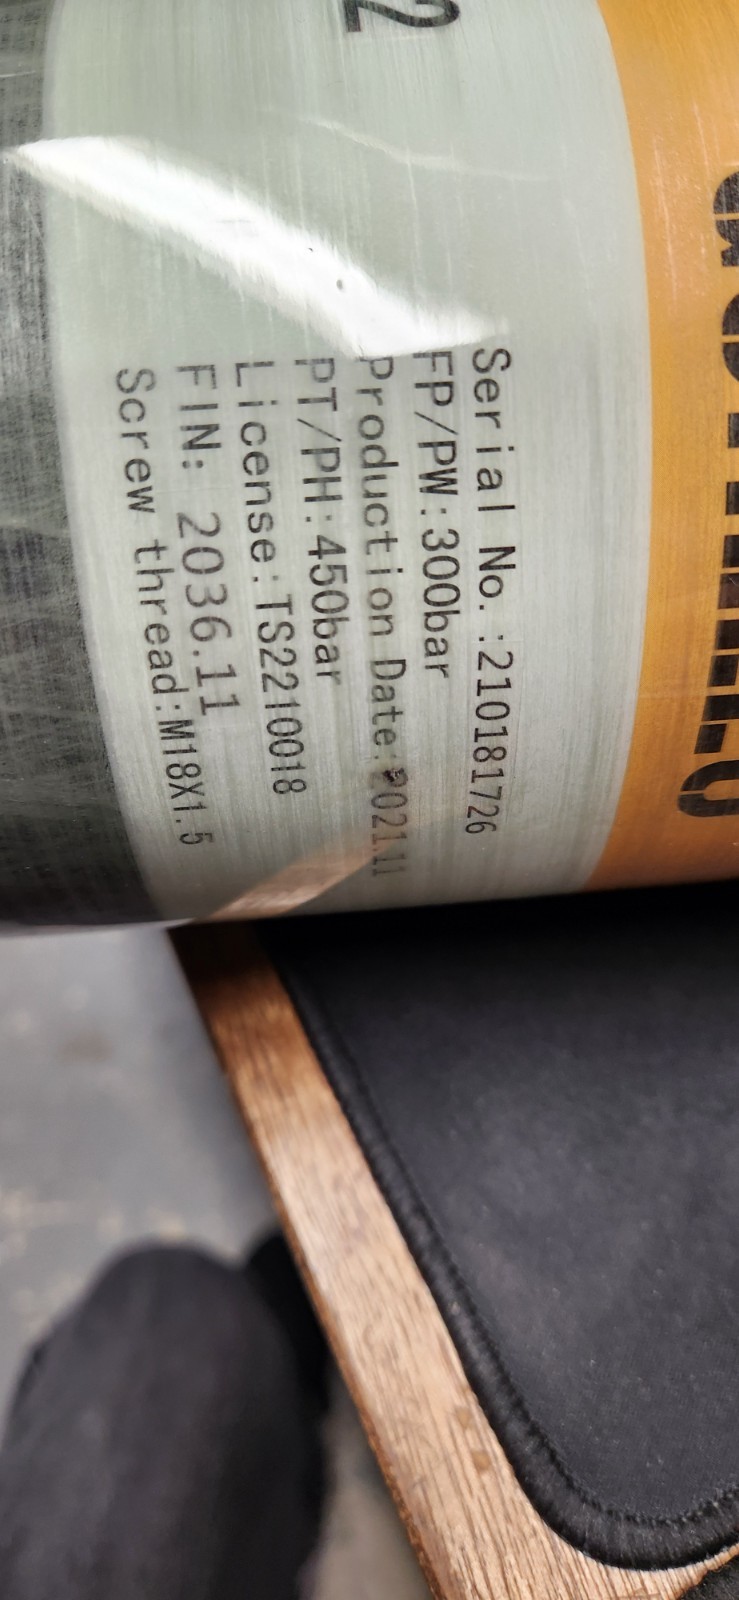 2
Serial No.:210181726
FP/PW:300bar
Production Date:2021.11
PT/PH:450bar
License:TS2210018
FIN: 2036.11
Screw thread:M18X1.5